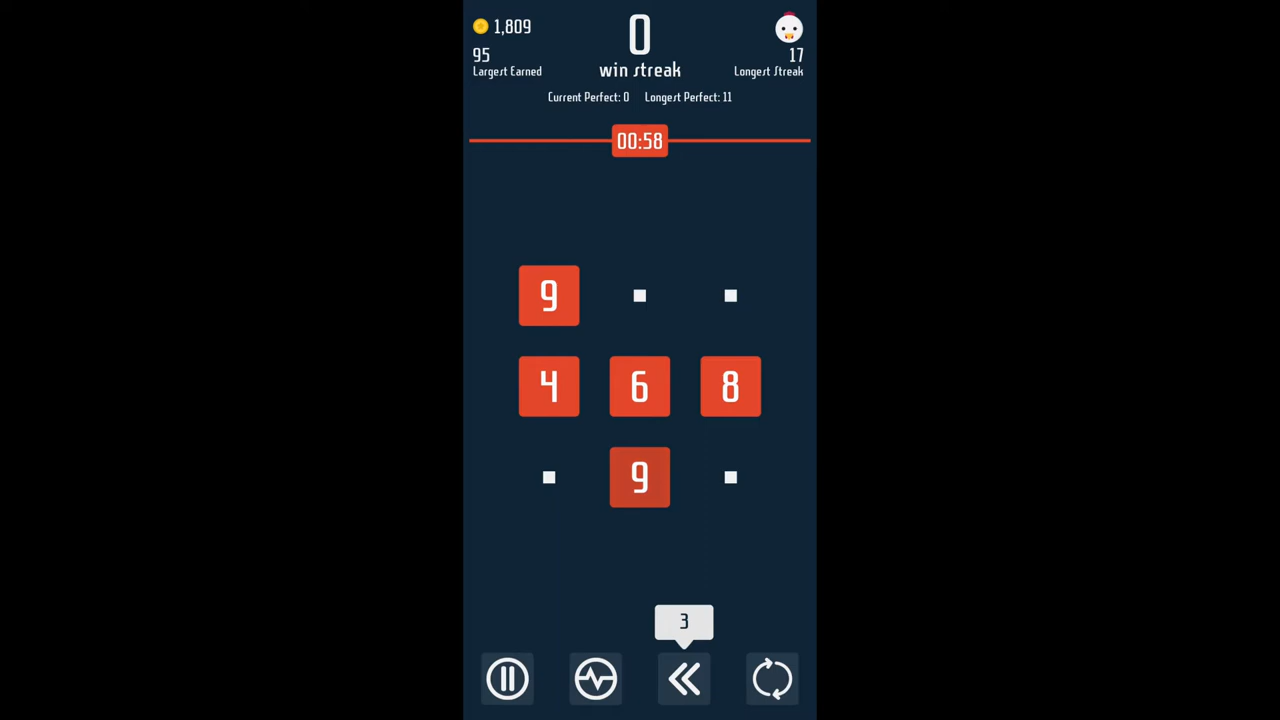 1,809
0
95
17
Largest Earned
win streak
Longest Streak
Current Perfect: 0 Longest Perfect: 11
00:58
9
4 6 8
9
3